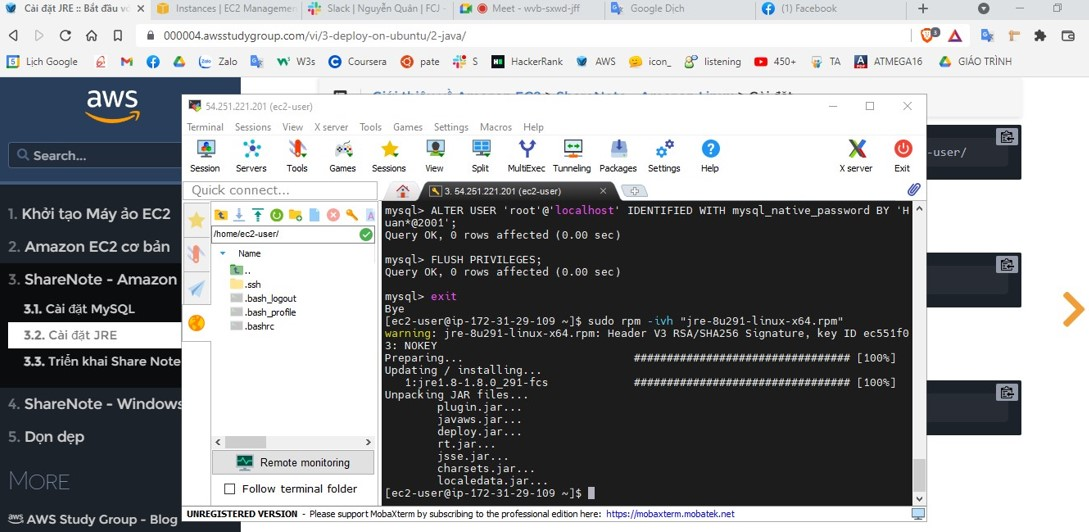 Cài đặt JRE :: Bắt đầu vớ
Instances | EC2 Managemen
Slack | Nguyễn Quán | FCJ -
Meet - wvb-sxwd-jff
Google Dịch
(1) Facebook
000004.awsstudygroup.com/vi/3-deploy-on-ubuntu/2-java/
Lịch Google
Zalo
W3
Coursera
pate
S
HackerRank
AWS
icon_
listening
450+
TA
ATMEGA16
GIÁO TRÌNH
aws
Search...
1. Khởi tạo Máy ảo EC2
2. Amazon EC2 cơ bản
3. ShareNote - Amazon
3.1. Cài đặt MySQL
3.2. Cài đặt JRE
3.3. Triển khai Share Note
4. ShareNote - Windows
5. Dọn dẹp
MORE
AWS Study Group - Blog
-user/
54.251.221.201 (ec2-user)
Terminal Sessions View X server Tools Games Settings Macros Help
Session Servers Tools Games Sessions View Split MultiExec Tunneling Packages Settings Help X server Exit
Quick connect...
3. 54.251.221.201 (ec2-user)
/home/ec2-user/
Name
..
.ssh
.bash_logout
.bash_profile
.bashrc
Remote monitoring
Follow terminal folder
mysql> ALTER USER 'root'@'localhost' IDENTIFIED WITH mysql_native_password BY 'H
uan*@2001';
Query OK, 0 rows affected (0.00 sec)
mysql> FLUSH PRIVILEGES;
Query OK, 0 rows affected (0.00 sec)
mysql> exit
Bye
[ec2-user@ip-172-31-29-109 ~]$ sudo rpm -ivh "jre-8u291-linux-x64.rpm"
warning: jre-8u291-linux-x64.rpm: Header V3 RSA/SHA256 Signature, key ID ec551f0
3: NOKEY
Preparing... ################################# [100%]
Updating / installing...
1:jre1.8-1.8.0_291-fcs ################################# [100%]
Unpacking JAR files...
plugin.jar...
javaws.jar...
deploy.jar...
rt.jar...
jsse.jar...
charsets.jar...
localedata.jar...
[ec2-user@ip-172-31-29-109 ~]$
UNREGISTERED VERSION - Please support MobaXterm by subscribing to the professional edition here: https://mobaxterm.mobatek.net